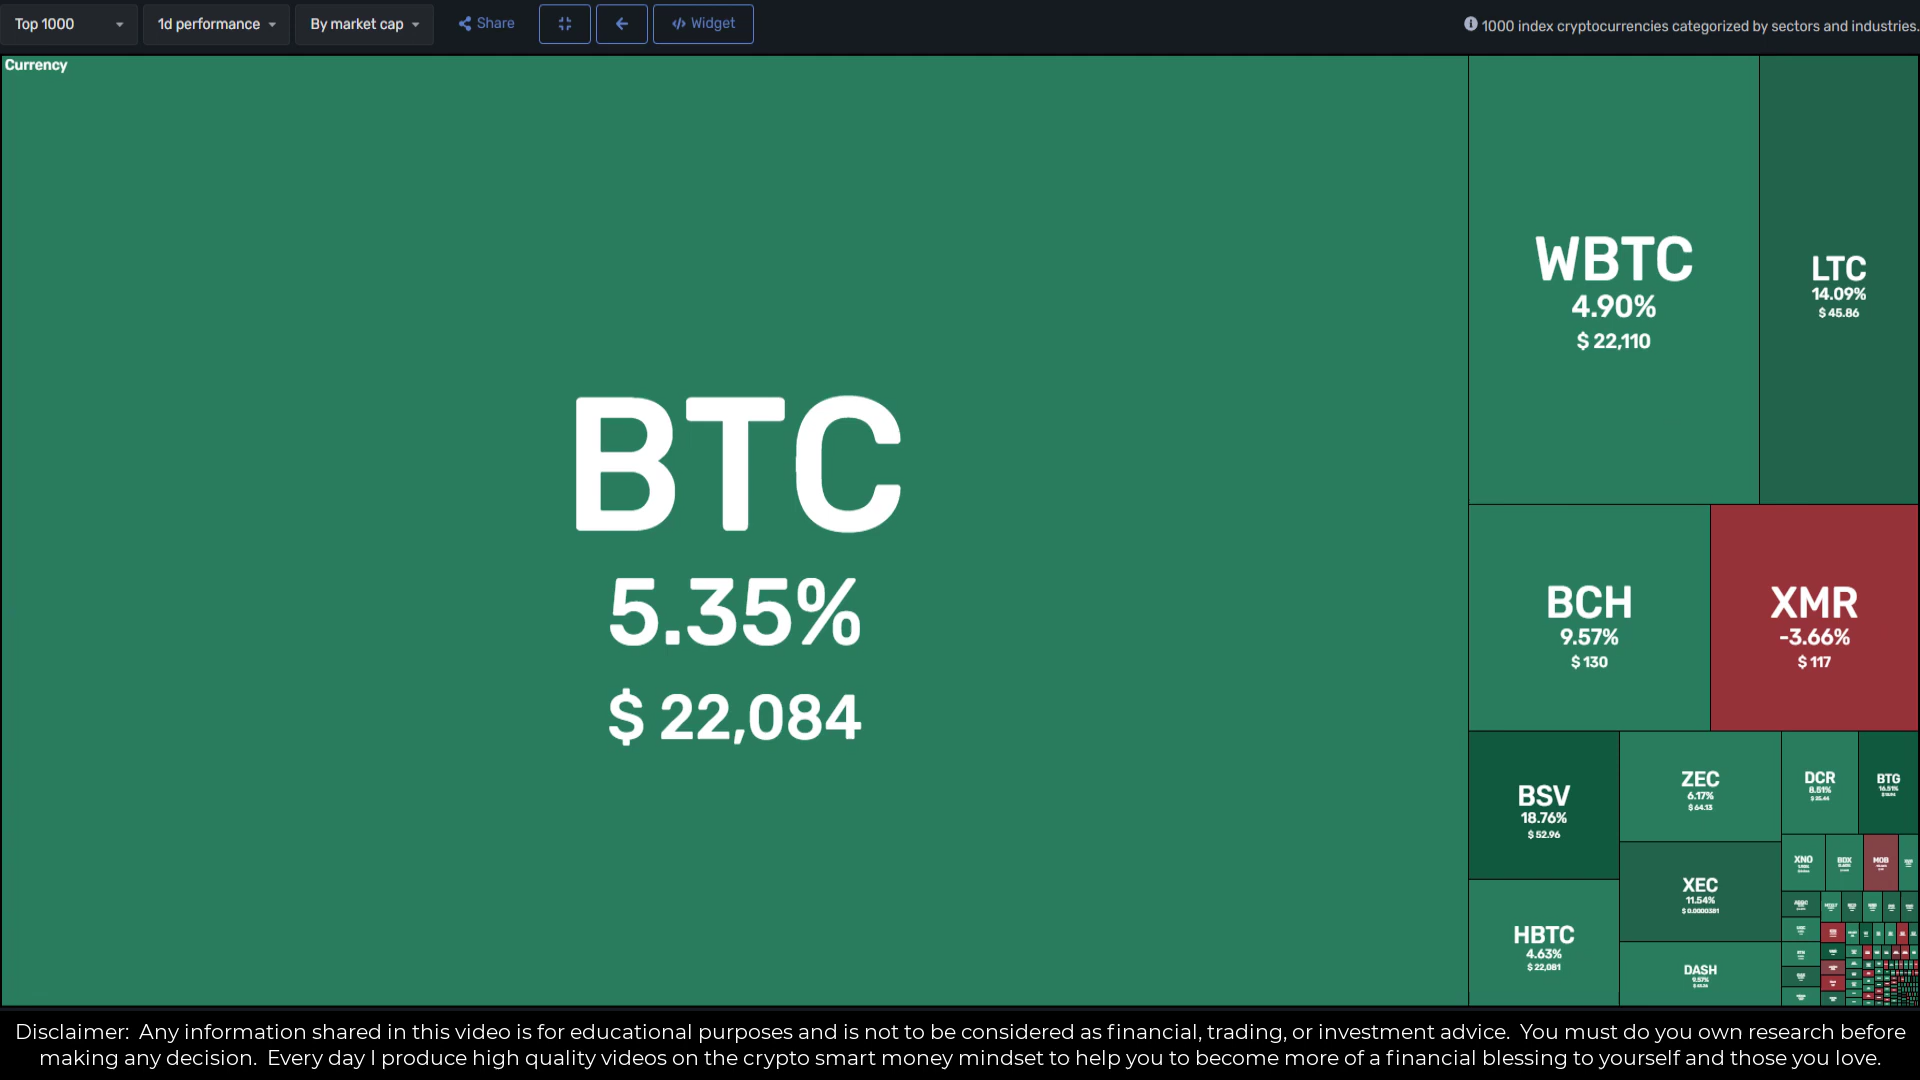 Top 1000
1d performance
By market cap
Share
Widget
1000 index cryptocurrencies categorized by sectors and industries.
Currency
BTC
5.35%
$ 22,084
WBTC
4.90%
$ 22,110
LTC
14.09%
$ 45.86
BCH
9.57%
$ 130
XMR
-3.66%
$ 117
BSV
18.76%
$ 52.96
ZEC
6.17%
$ 64.13
DCR
BTG
XEC
11.54%
$ 0.0000381
HBTC
4.63%
$ 22,081
DASH
XNO
BDX
MOB
Disclaimer:  Any information shared in this video is for educational purposes and is not to be considered as financial, trading, or investment advice.  You must do you own research before
making any decision.  Every day I produce high quality videos on the crypto smart money mindset to help you to become more of a financial blessing to yourself and those you love.